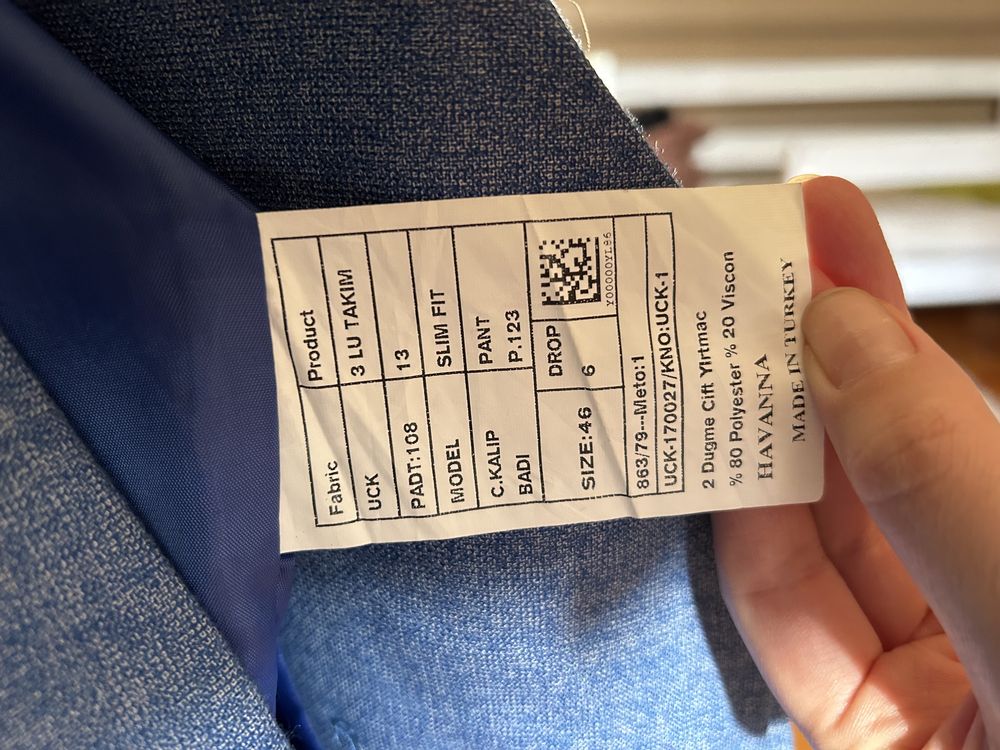 Fabric Product
UCK 3 LU TAKIM
PADT:108 13
MODEL SLIM FIT
C.KALIP PANT
BADI P.123
SIZE:46 DROP
6
Y00000YL96
863/79---Meto:1
UCK-170027/KNO:UCK-1
2 Dugme Cift Yirtmac
% 80 Polyester % 20 Viscon
HAVANNA
MADE IN TURKEY